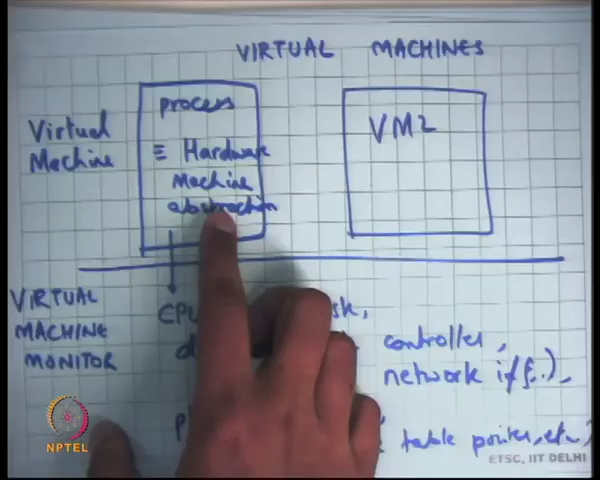 VIRTUAL MACHINES
Virtual
Machine
process
≡ Hardware
Machine
abstraction
VM2
VIRTUAL
MACHINE
MONITOR
CPU
controller,
network i/f, ..),
table pointer, etc.,
NPTEL
ETSC, IIT DELHI